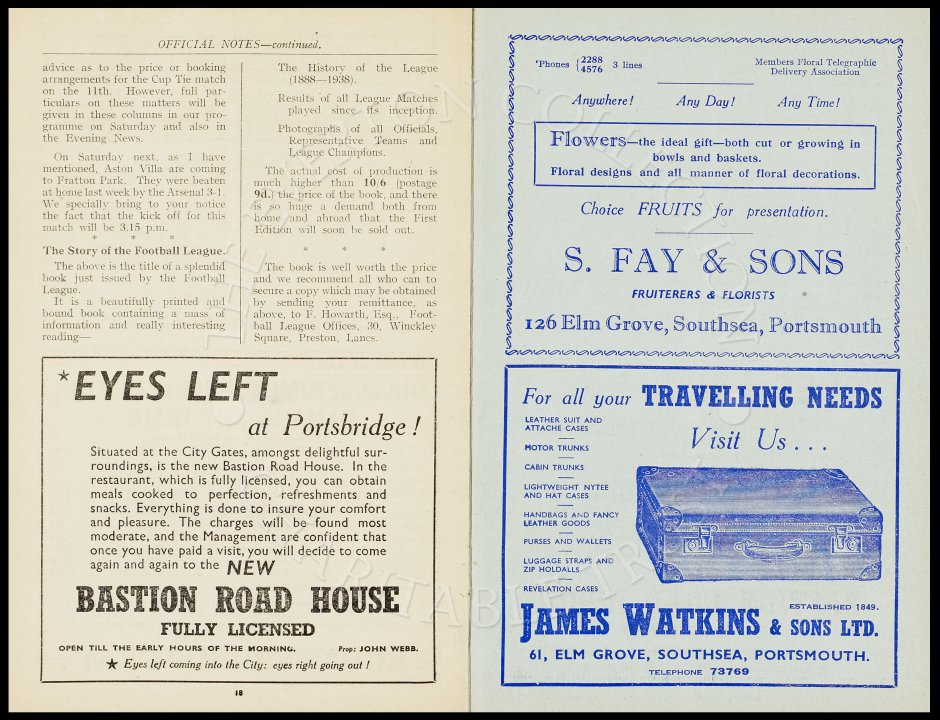 OFFICIAL NOTES—continued.
advice as to the price or booking
arrangements for the Cup Tie match
on the 11th. However, full par-
ticulars on these matters will be
given in these columns in our pro-
gramme on Saturday and also in
the Evening News.
On Saturday next, as I have
mentioned, Aston Villa are coming
to Fratton Park. They were beaten
at home last week by the Arsenal 3-1.
We specially bring to your notice
the fact that the kick off for this
match will be 3.15 p.m.
* * *
The Story of the Football League.
The above is the title of a splendid
book just issued by the Football
League.
It is a beautifully printed and
bound book containing a mass of
information and really interesting
reading—
The History of the League
(1888—1938).
Results of all League Matches
played since its inception.
Photographs of all Officials,
Representative Teams and
League Champions.
The actual cost of production is
much higher than 10/6 (postage
9d.) the price of the book, and there
is so huge a demand both from
home and abroad that the First
Edition will soon be sold out.
* * *
The book is well worth the price
and we recommend all who can to
secure a copy which may be obtained
by sending your remittance, as
above, to F. Howarth, Esq., Foot-
ball League Offices, 30, Winckley
Square, Preston, Lancs.
*EYES LEFT
at Portsbridge!
Situated at the City Gates, amongst delightful sur-
roundings, is the new Bastion Road House. In the
restaurant, which is fully licensed, you can obtain
meals cooked to perfection, refreshments and
snacks. Everything is done to insure your comfort
and pleasure. The charges will be found most
moderate, and the Management are confident that
once you have paid a visit, you will decide to come
again and again to the NEW
BASTION ROAD HOUSE
FULLY LICENSED
OPEN TILL THE EARLY HOURS OF THE MORNING. Prop: JOHN WEBB.
★ Eyes left coming into the City: eyes right going out!
18
'Phones {2288 4576 3 lines
Members Floral Telegraphic
Delivery Association
Anywhere! Any Day! Any Time!
Flowers—the ideal gift—both cut or growing in
bowls and baskets.
Floral designs and all manner of floral decorations.
Choice FRUITS for presentation.
S. FAY & SONS
FRUITERERS & FLORISTS
126 Elm Grove, Southsea, Portsmouth
For all your TRAVELLING NEEDS
Visit Us...
LEATHER SUIT AND
ATTACHE CASES
MOTOR TRUNKS
CABIN TRUNKS
LIGHTWEIGHT NYTEE
AND HAT CASES
HANDBAGS AND FANCY
LEATHER GOODS
PURSES AND WALLETS
LUGGAGE STRAPS AND
ZIP HOLDALLS
REVELATION CASES
ESTABLISHED 1849.
JAMES WATKINS & SONS LTD.
61, ELM GROVE, SOUTHSEA, PORTSMOUTH.
TELEPHONE 73769